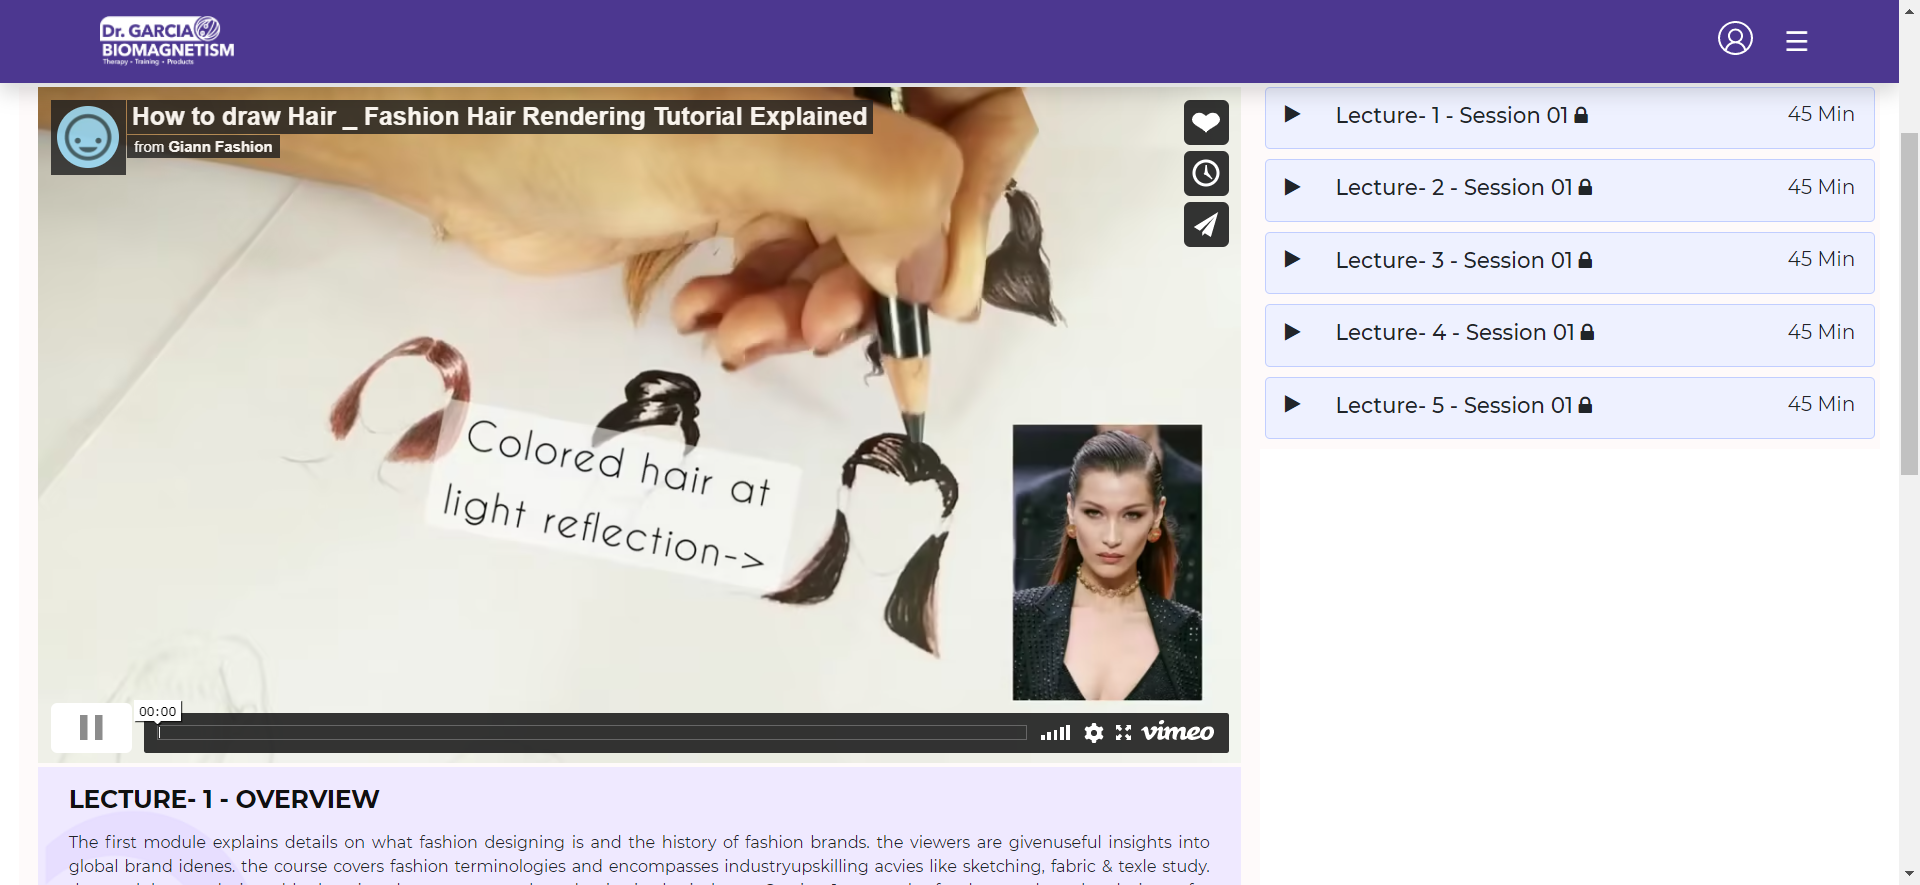 Dr. GARCIA
BIOMAGNETISM
Therapy • Training • Products
How to draw Hair _ Fashion Hair Rendering Tutorial Explained
from Giann Fashion
Colored hair at
light reflection->
00:00
vimeo
Lecture- 1 - Session 01 45 Min
Lecture- 2 - Session 01 45 Min
Lecture- 3 - Session 01 45 Min
Lecture- 4 - Session 01 45 Min
Lecture- 5 - Session 01 45 Min
LECTURE- 1 - OVERVIEW
The first module explains details on what fashion designing is and the history of fashion brands. the viewers are givenuseful insights into
global brand idenes. the course covers fashion terminologies and encompasses industryupskilling acvies like sketching, fabric & texle study.